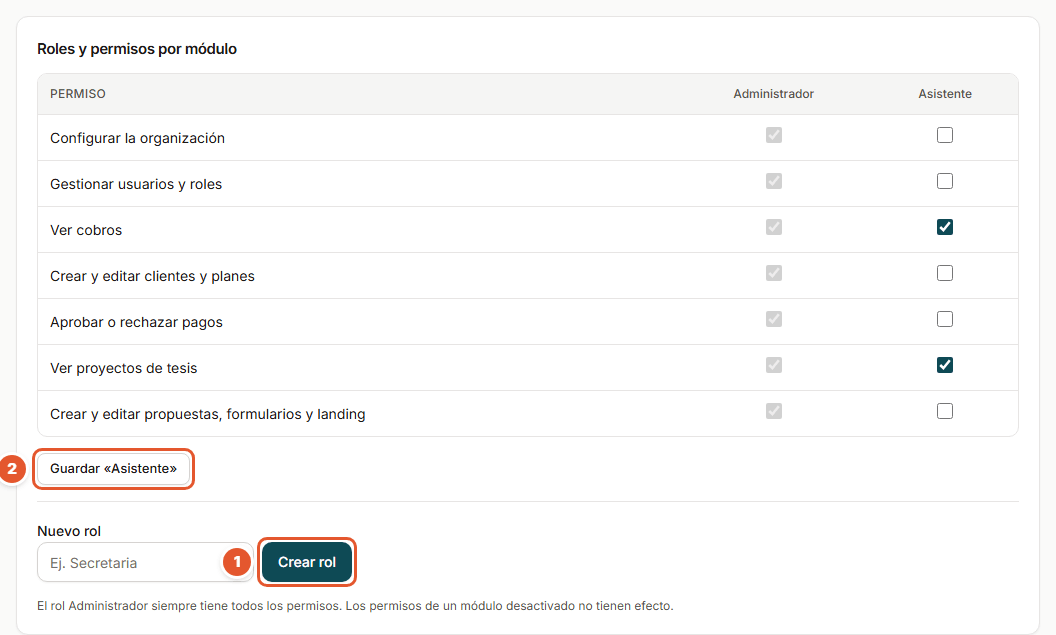 Roles y permisos por módulo
PERMISO Administrador Asistente
Configurar la organización
Gestionar usuarios y roles
Ver cobros
Crear y editar clientes y planes
Aprobar o rechazar pagos
Ver proyectos de tesis
Crear y editar propuestas, formularios y landing
2 Guardar «Asistente»
Nuevo rol
Ej. Secretaria 1 Crear rol
El rol Administrador siempre tiene todos los permisos. Los permisos de un módulo desactivado no tienen efecto.